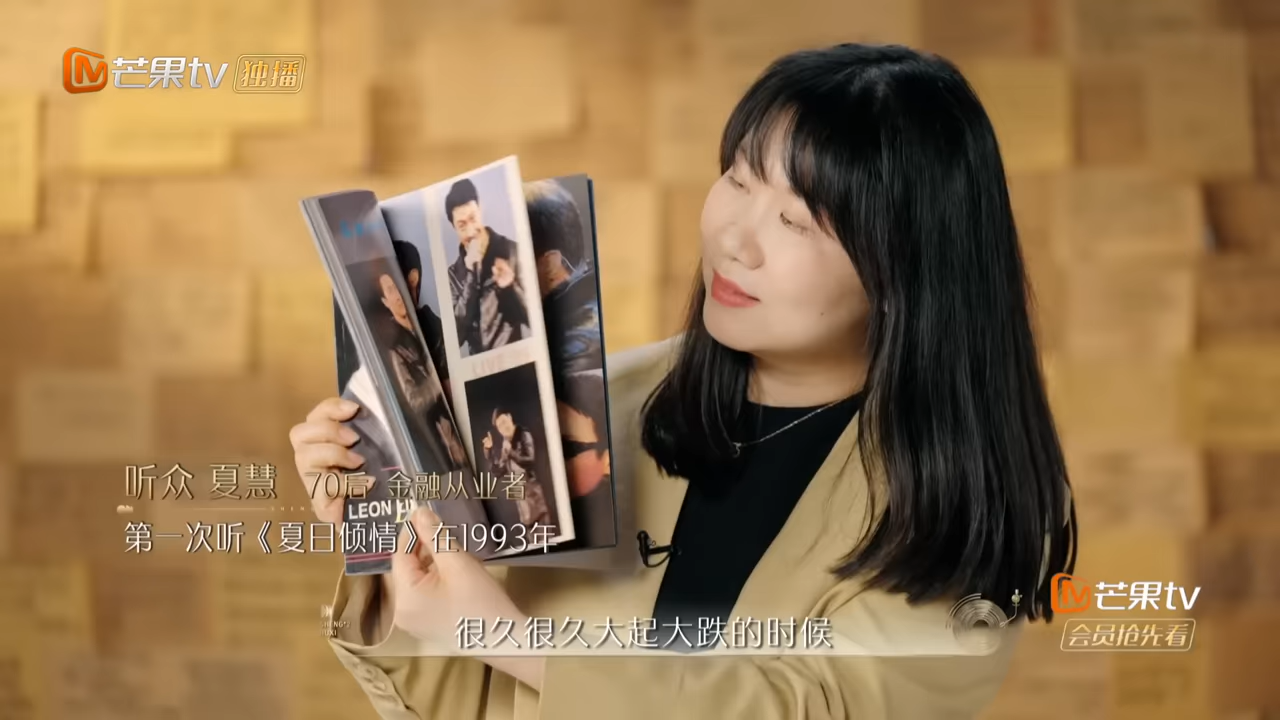 芒果tv 独播
LEON
听众 夏慧 70后 金融从业者
第一次听《夏日倾情》在1993年
很久很久大起大跌的时候
芒果tv
会员抢先看